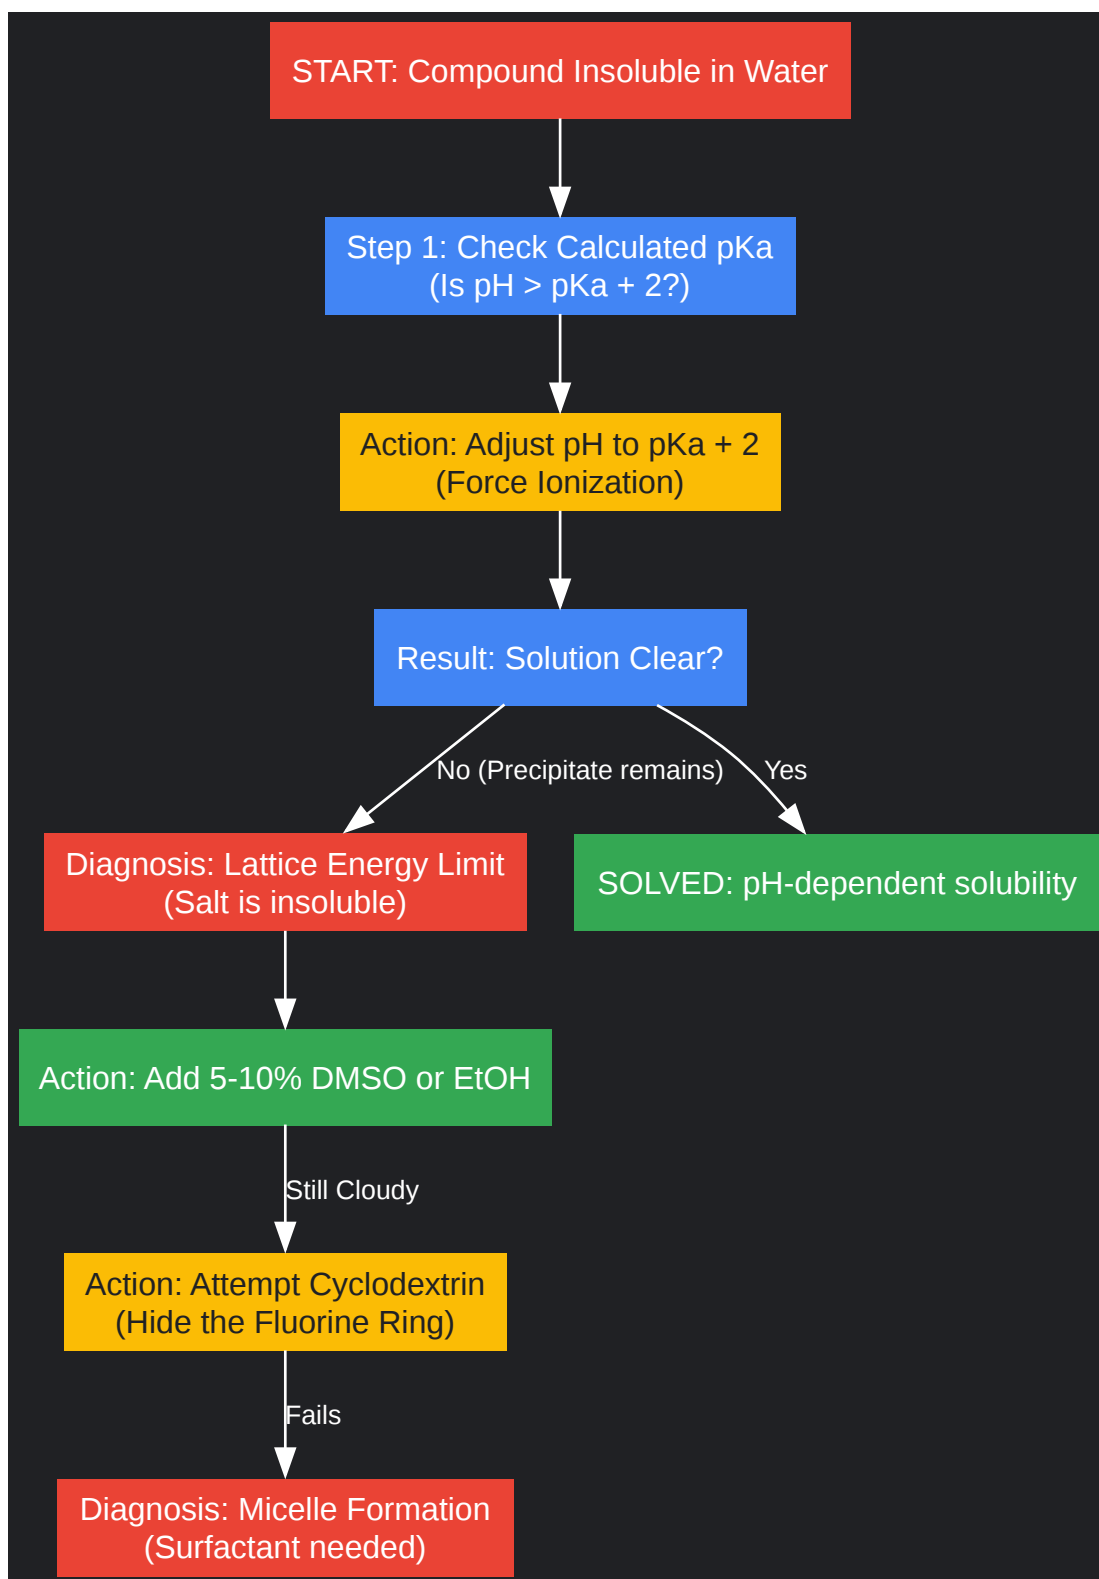 START: Compound Insoluble in Water
Step 1: Check Calculated pKa
(Is pH > pKa + 2?)
Action: Adjust pH to pKa + 2
(Force Ionization)
Result: Solution Clear?
No (Precipitate remains)
Yes
Diagnosis: Lattice Energy Limit
(Salt is insoluble)
SOLVED: pH-dependent solubility
Action: Add 5-10% DMSO or EtOH
Still Cloudy
Action: Attempt Cyclodextrin
(Hide the Fluorine Ring)
Fails
Diagnosis: Micelle Formation
(Surfactant needed)